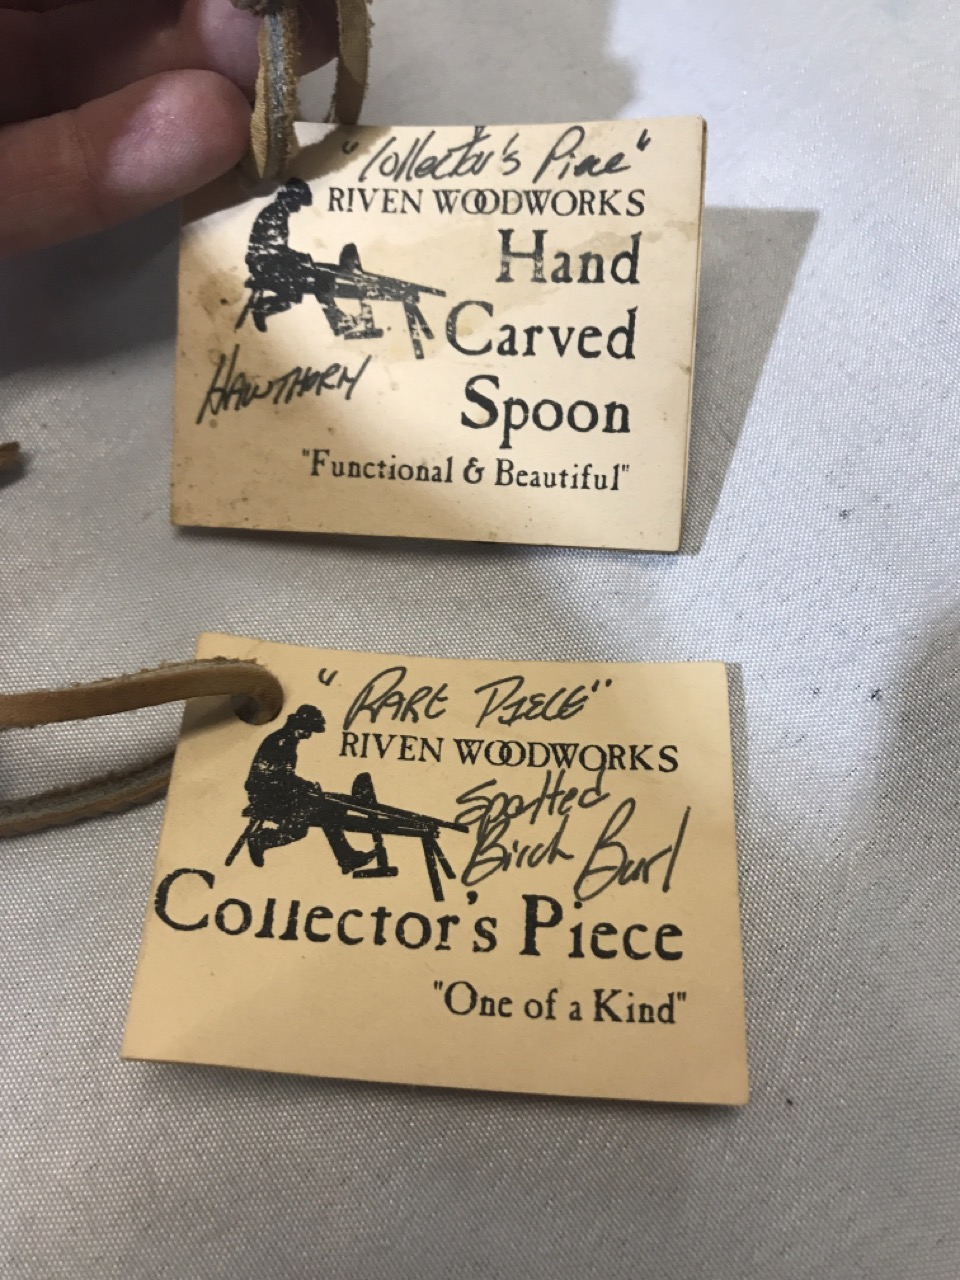 "Collector's Piece"
RIVEN WOODWORKS
Hand
Carved
Spoon
HAWTHORN
"Functional & Beautiful"
"RARE PIECE"
RIVEN WOODWORKS
Spalted
Birch Burl
Collector's Piece
"One of a Kind"